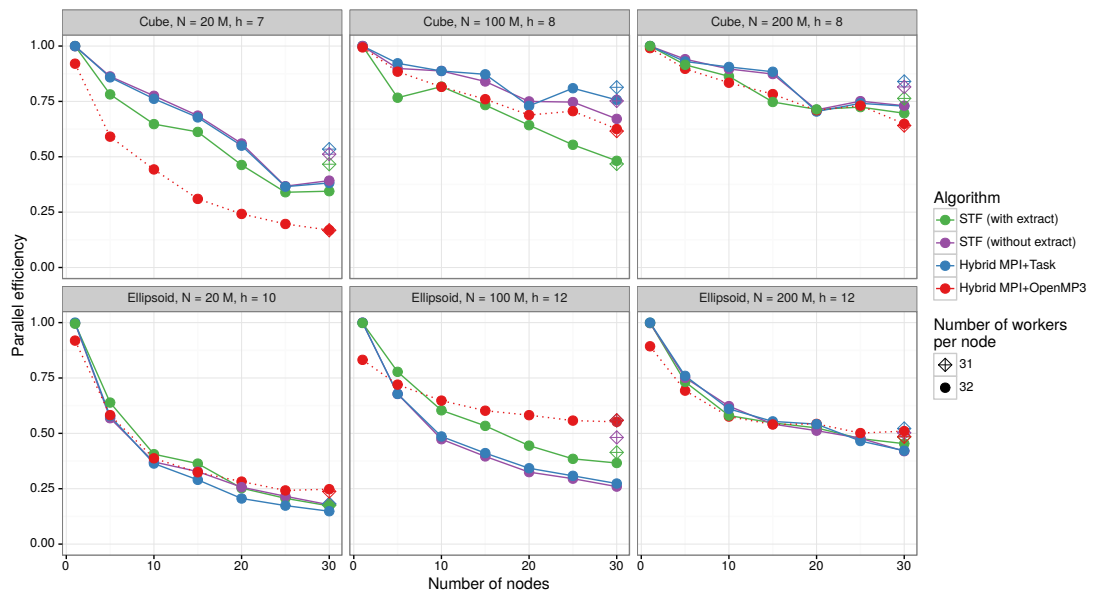 Cube, N = 20 M, h = 7
Cube, N = 100 M, h = 8
Cube, N = 200 M, h = 8
1.00
0.75
0.50
0.25
0.00
Ellipsoid, N = 20 M, h = 10
Ellipsoid, N = 100 M, h = 12
Ellipsoid, N = 200 M, h = 12
1.00
0.75
0.50
0.25
0.00
0
10
20
30
0
10
20
30
0
10
20
30
Number of nodes
Parallel efficiency
Algorithm
STF (with extract)
STF (without extract)
Hybrid MPI+Task
Hybrid MPI+OpenMP3
Number of workers
per node
31
32